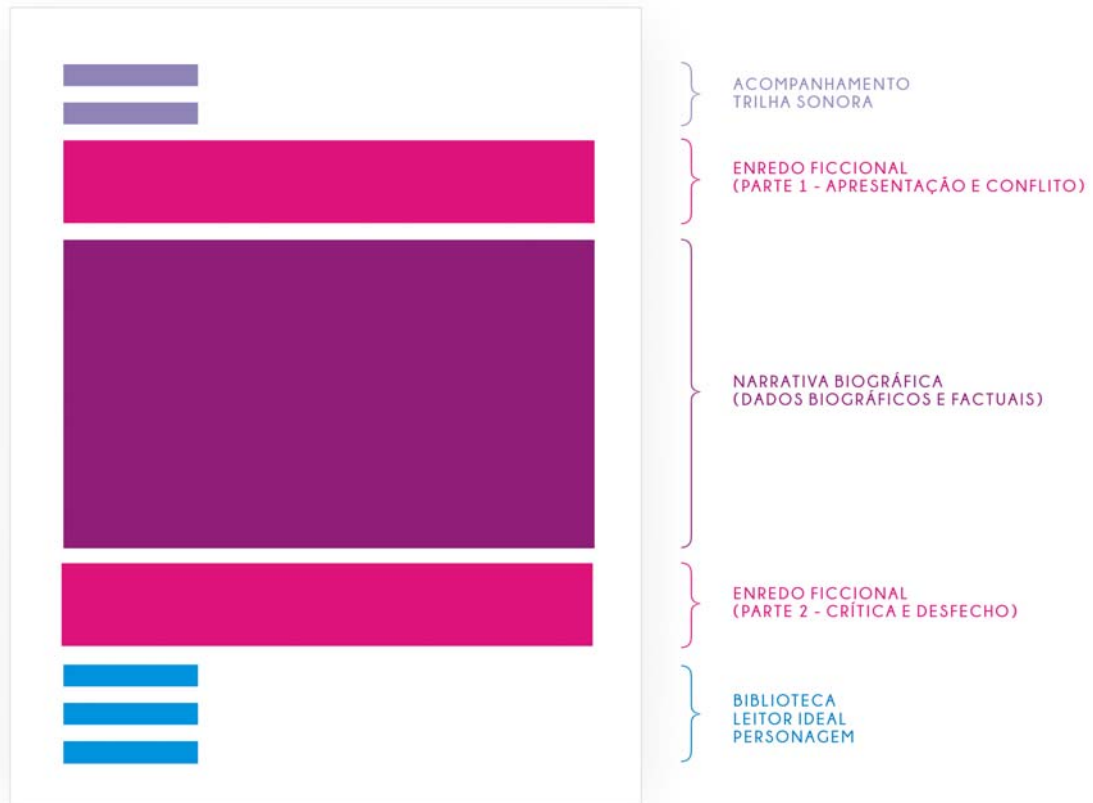 ACOMPANHAMENTO
TRILHA SONORA
ENREDO FICCIONAL
(PARTE 1 - APRESENTAÇÃO E CONFLITO)
NARRATIVA BIOGRÁFICA
(DADOS BIOGRÁFICOS E FACTUAIS)
ENREDO FICCIONAL
(PARTE 2 - CRÍTICA E DESFECHO)
BIBLIOTECA
LEITOR IDEAL
PERSONAGEM